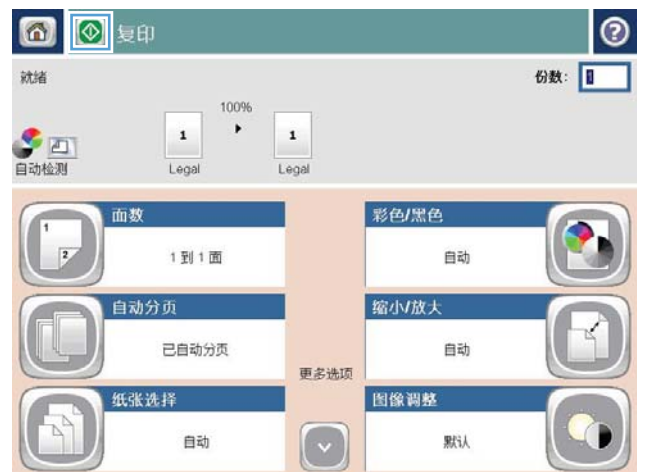 复印
?
就绪
份数: 1
100%
1
1
自动检测
Legal
Legal
面数
1
2
1 到 1 面
彩色/黑色
自动
自动分页
已自动分页
缩小/放大
自动
更多选项
纸张选择
自动
图像调整
默认